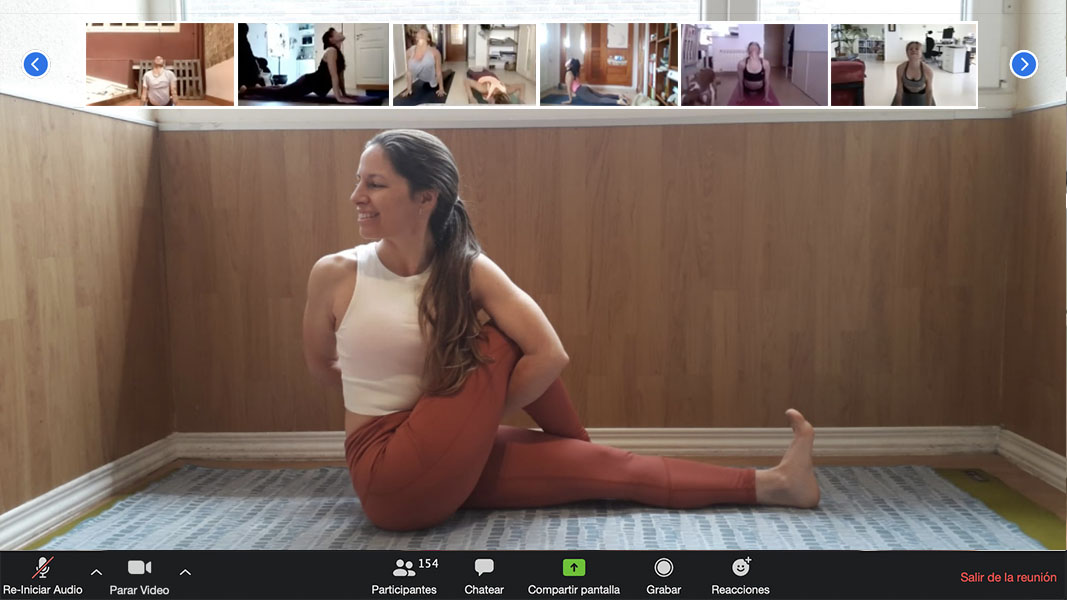 154
Re-Iniciar Audio
Parar Video
Participantes
Chatear
Compartir pantalla
Grabar
Reacciones
Salir de la reunión